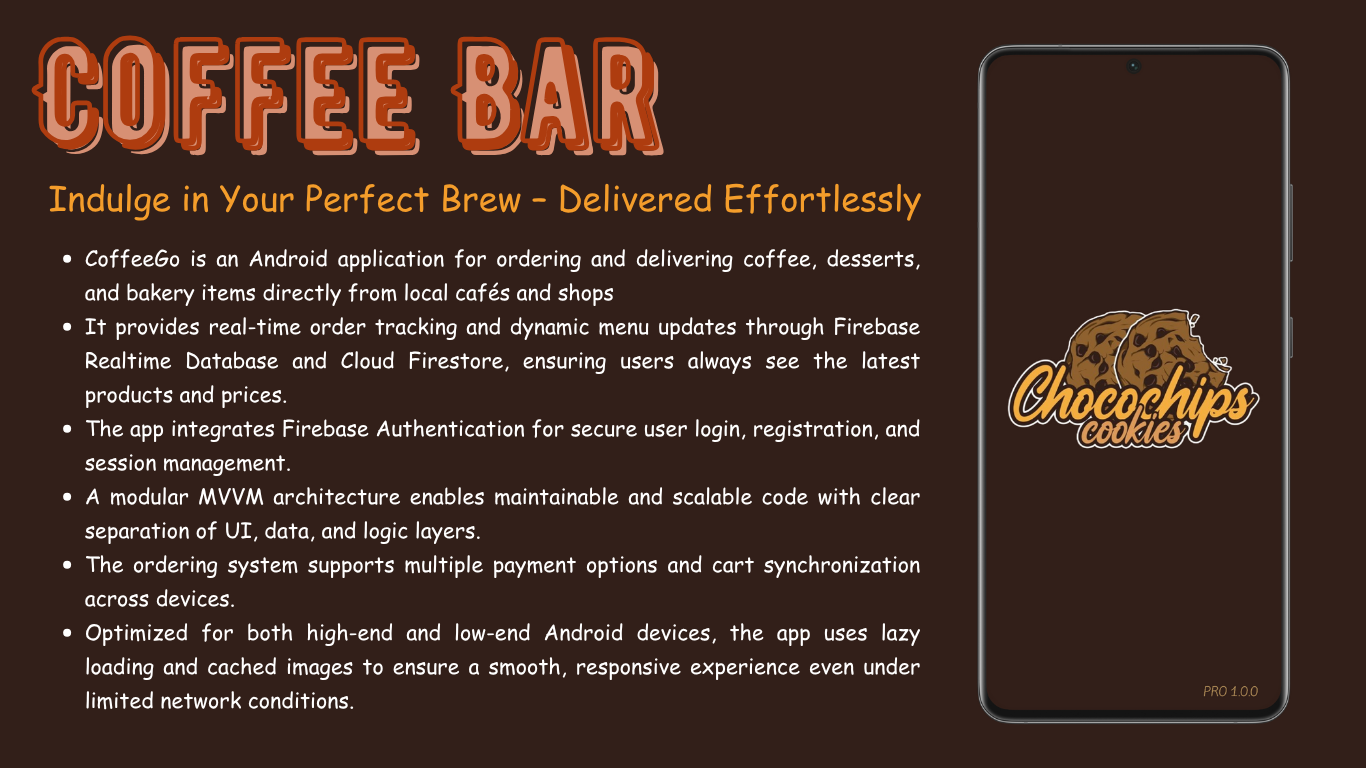 COFFEE BAR
Indulge in Your Perfect Brew – Delivered Effortlessly
• CoffeeGo is an Android application for ordering and delivering coffee, desserts,
and bakery items directly from local cafés and shops
• It provides real-time order tracking and dynamic menu updates through Firebase
Realtime Database and Cloud Firestore, ensuring users always see the latest
products and prices.
• The app integrates Firebase Authentication for secure user login, registration, and
session management.
• A modular MVVM architecture enables maintainable and scalable code with clear
separation of UI, data, and logic layers.
• The ordering system supports multiple payment options and cart synchronization
across devices.
• Optimized for both high-end and low-end Android devices, the app uses lazy
loading and cached images to ensure a smooth, responsive experience even under
limited network conditions.
Chocochips
cookies
PRO 1.0.0